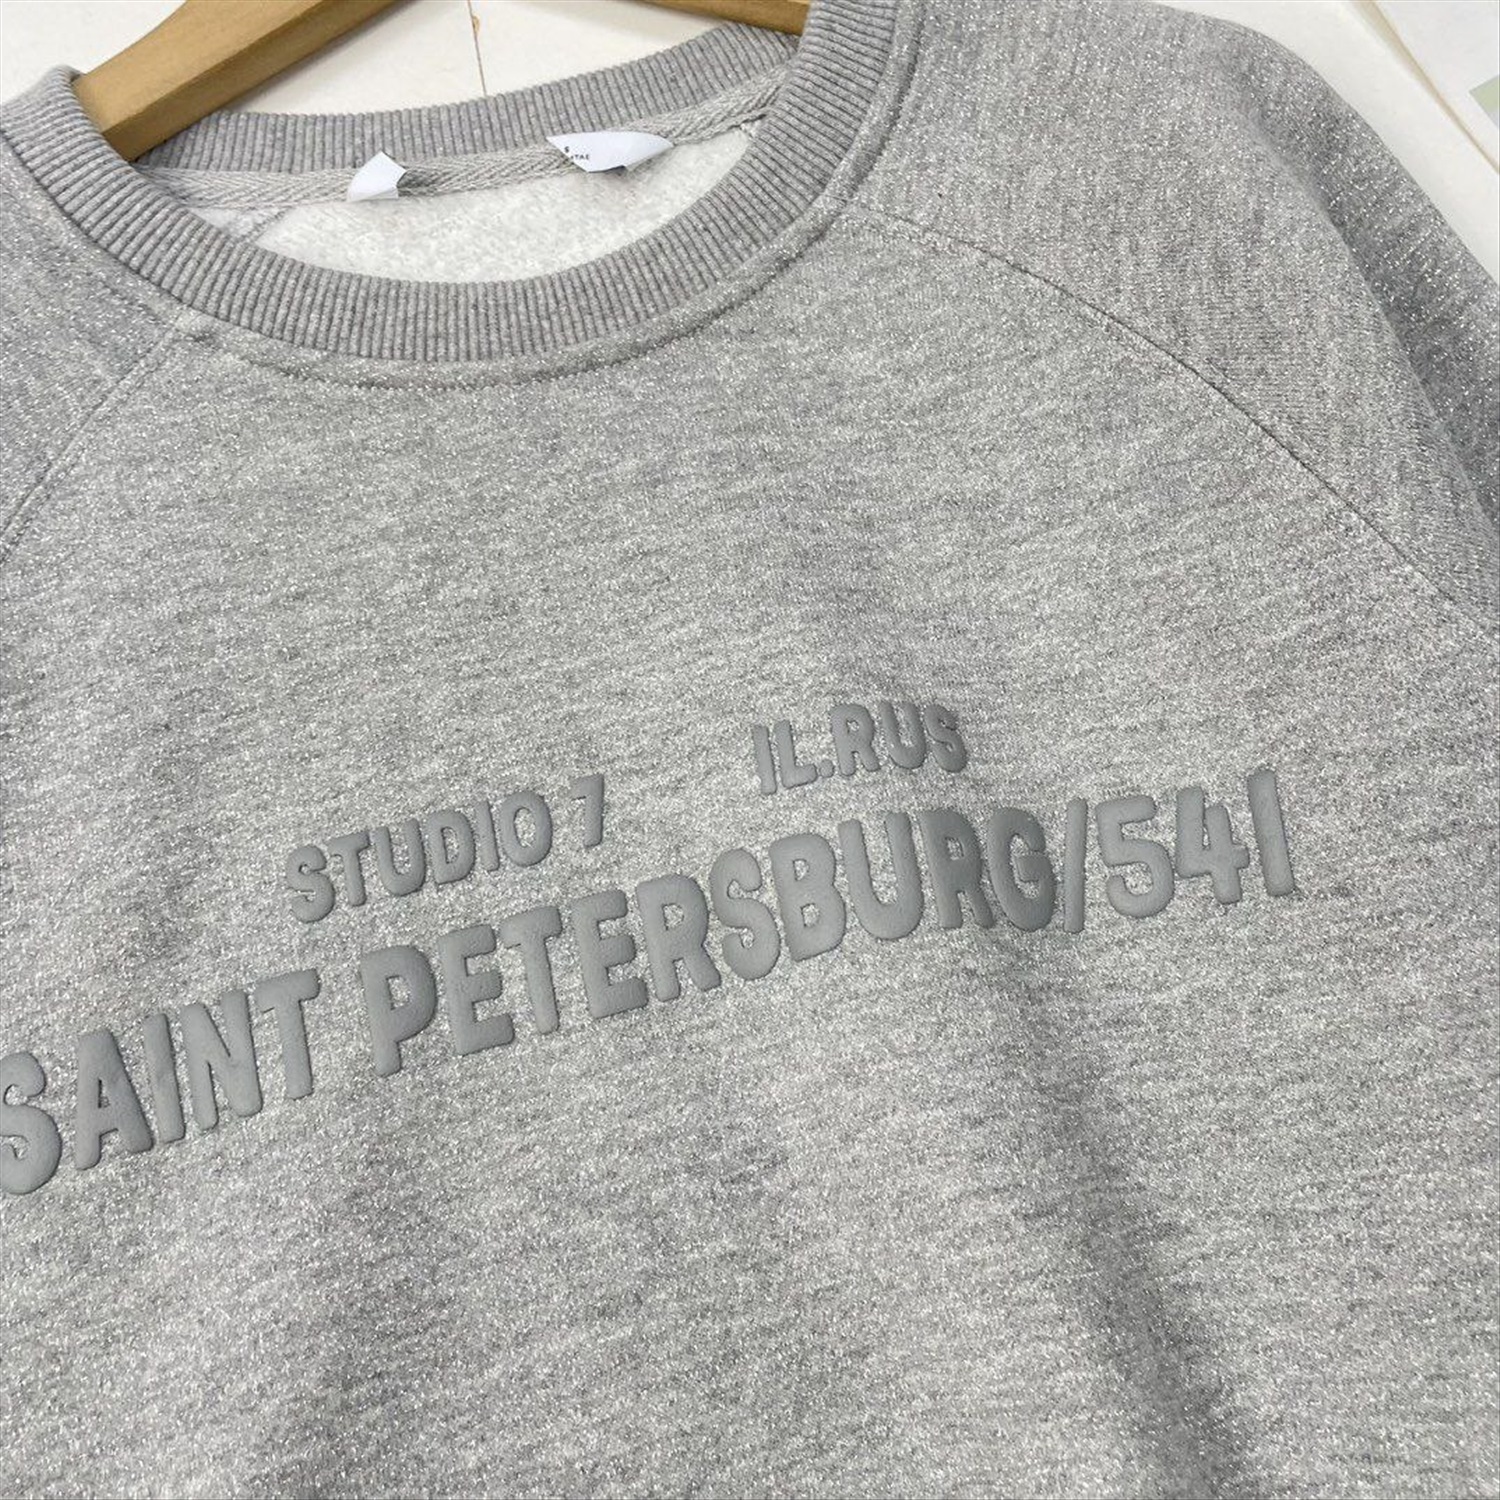 S
STUDIO 7 IL.RUS
SAINT PETERSBURG/541